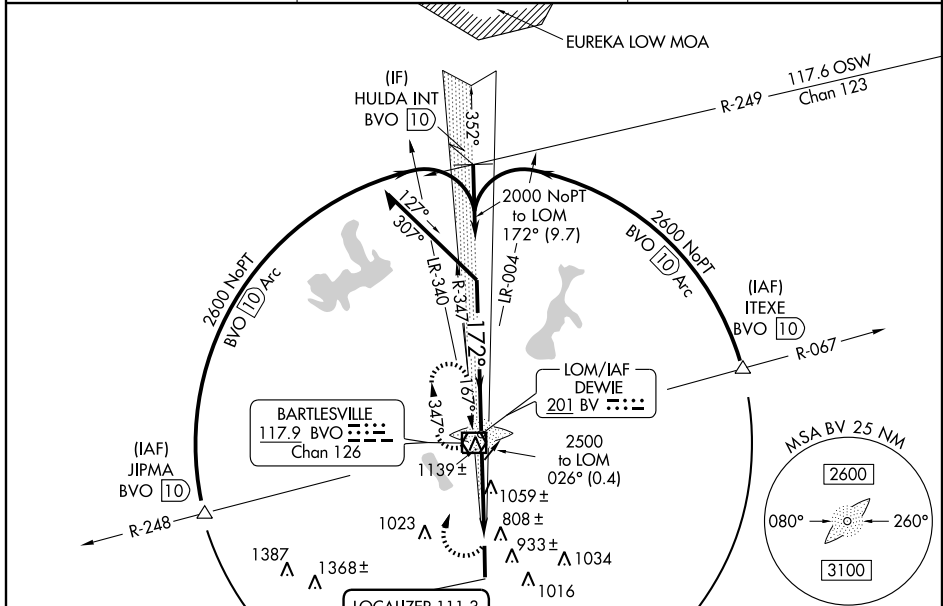 EUREKA LOW MOA
117.6 OSW
Chan 123
R-249
(IF)
HULDA INT
BVO 10
352°
2000 NoPT
to LOM
172° (9.7)
127°
307°
LR-340
R-347
LR-004
2600 NoPT
BVO 10 Arc
2600 NoPT
BVO 10 Arc
(IAF)
ITEXE
BVO 10
R-067
172°
LOM/IAF
DEWIE
201 BV
347°
167°
BARTLESVILLE
117.9 BVO
Chan 126
2500
to LOM
026° (0.4)
1139±
(IAF)
JIPMA
BVO 10
R-248
1059±
1023
808±
933±
1034
1387
1368±
1016
MSA BV 25 NM
2600
080°
260°
3100